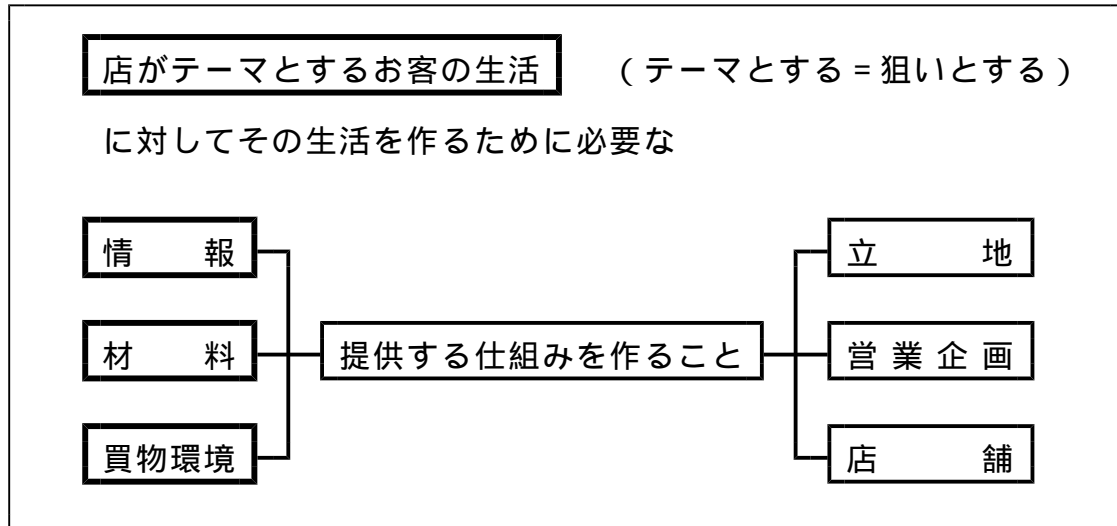 店がテーマとするお客の生活 （テーマとする＝狙いとする）
に対してその生活を作るために必要な
情報 立地
材料 提供する仕組みを作ること 営業企画
買物環境 店舗